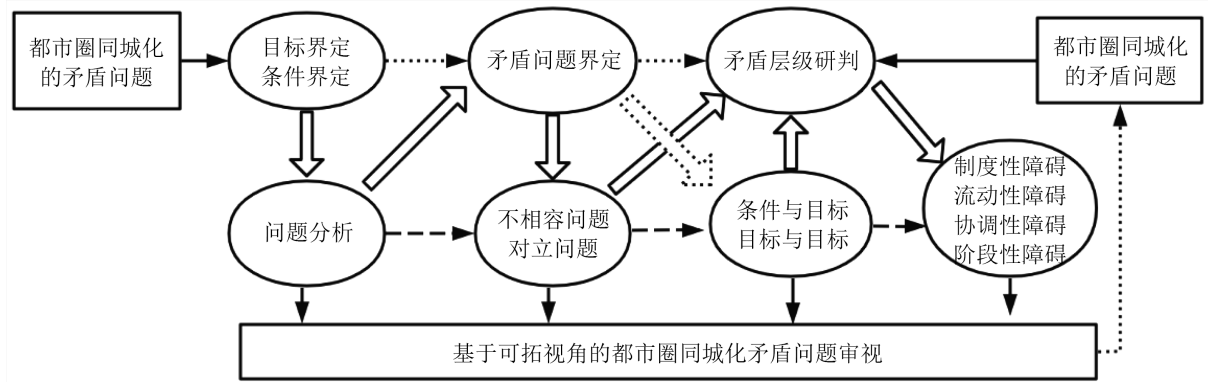 都市圈同城化
的矛盾问题
目标界定
条件界定
矛盾问题界定
矛盾层级研判
都市圈同城化
的矛盾问题
问题分析
不相容问题
对立问题
条件与目标
目标与目标
制度性障碍
流动性障碍
协调性障碍
阶段性障碍
基于可拓视角的都市圈同城化矛盾问题审视